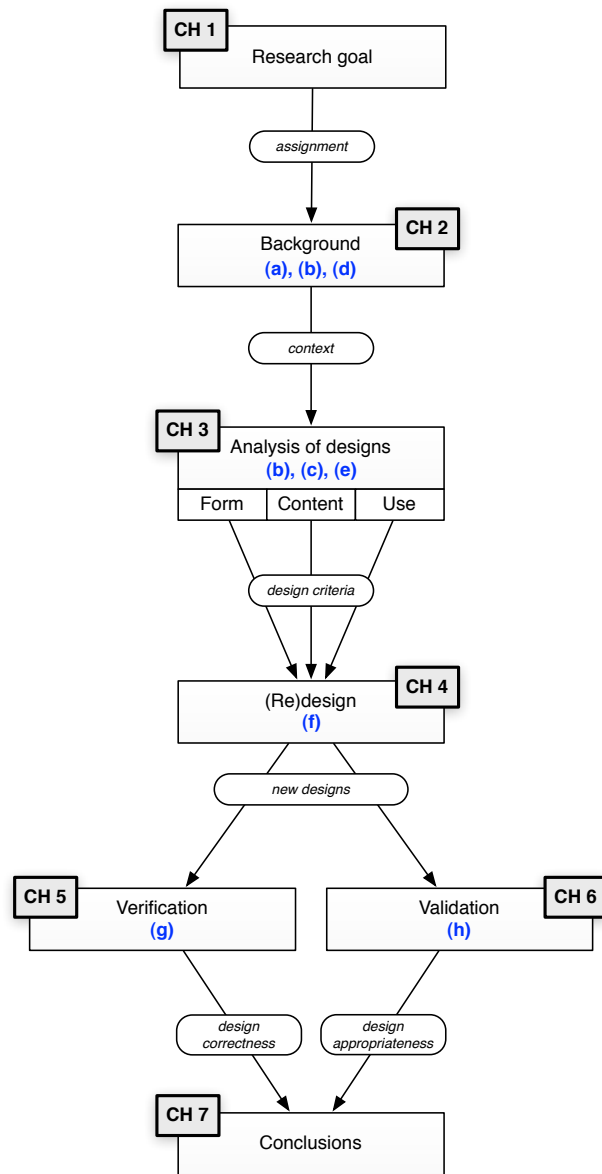 CH 1
Research goal
assignment
CH 2
Background
(a), (b), (d)
context
CH 3
Analysis of designs
(b), (c), (e)
Form Content Use
design criteria
CH 4
(Re)design
(f)
new designs
CH 5
Verification
(g)
CH 6
Validation
(h)
design
correctness
design
appropriateness
CH 7
Conclusions